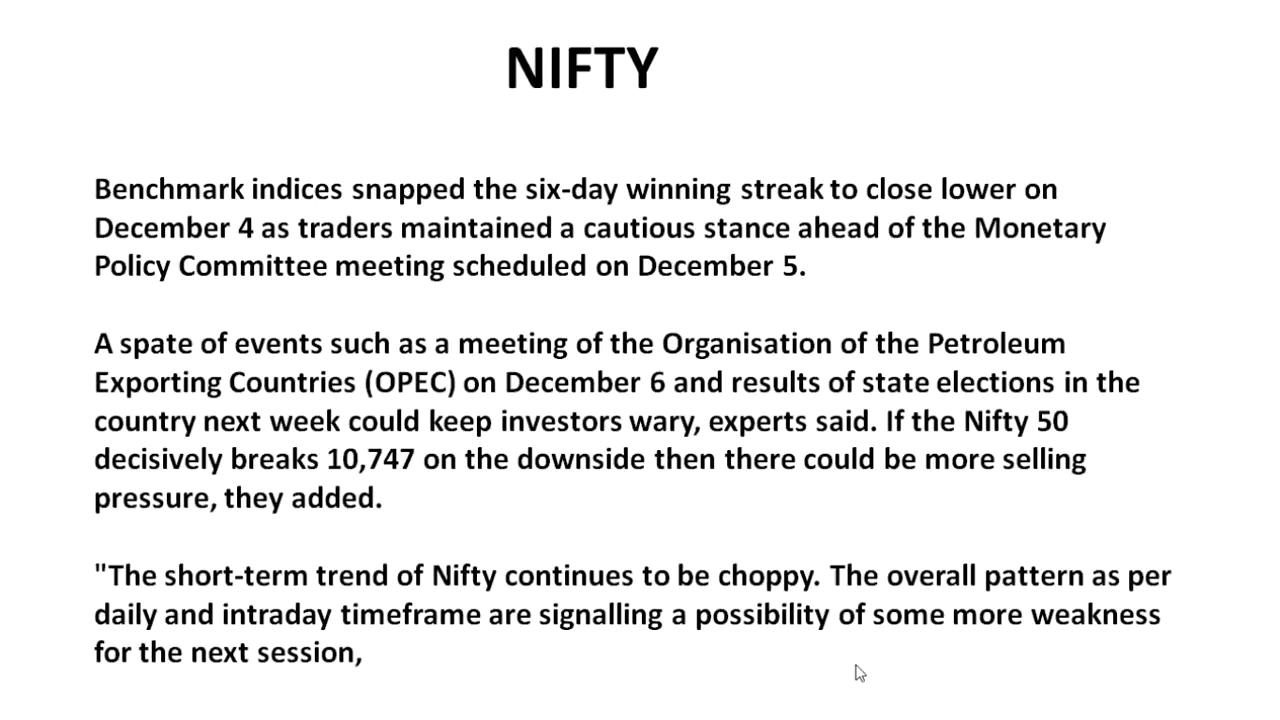 NIFTY
Benchmark indices snapped the six-day winning streak to close lower on
December 4 as traders maintained a cautious stance ahead of the Monetary
Policy Committee meeting scheduled on December 5.
A spate of events such as a meeting of the Organisation of the Petroleum
Exporting Countries (OPEC) on December 6 and results of state elections in the
country next week could keep investors wary, experts said. If the Nifty 50
decisively breaks 10,747 on the downside then there could be more selling
pressure, they added.
"The short-term trend of Nifty continues to be choppy. The overall pattern as per
daily and intraday timeframe are signalling a possibility of some more weakness
for the next session,